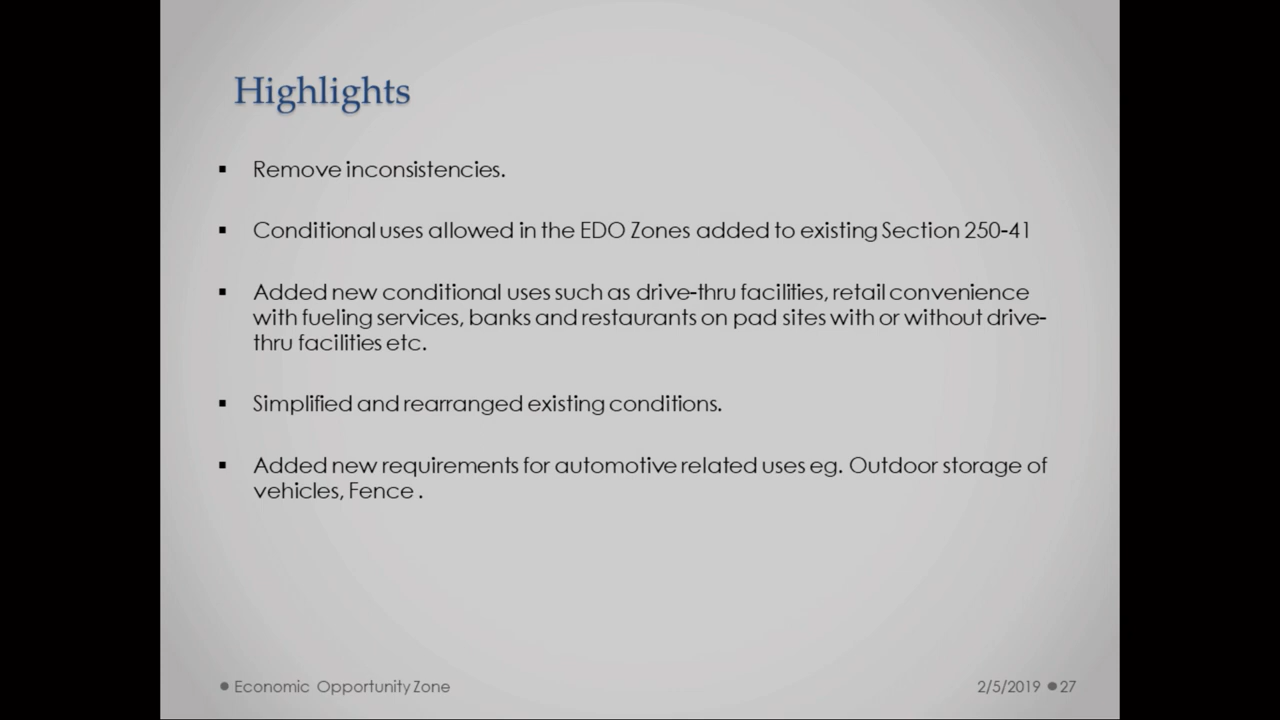 Highlights
▪ Remove inconsistencies.
▪ Conditional uses allowed in the EDO Zones added to existing Section 250-41
▪ Added new conditional uses such as drive-thru facilities, retail convenience
with fueling services, banks and restaurants on pad sites with or without drive-
thru facilities etc.
▪ Simplified and rearranged existing conditions.
▪ Added new requirements for automotive related uses eg. Outdoor storage of
vehicles, Fence .
● Economic Opportunity Zone 2/5/2019 ● 27